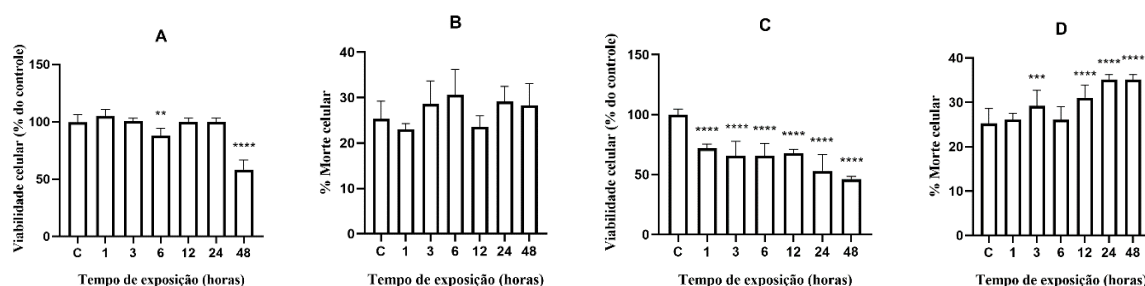 A
Viabilidade celular (% do controle)
150
100
50
0
**
****
C 1 3 6 12 24 48
Tempo de exposição (horas)
B
% Morte celular
40
30
20
10
0
C 1 3 6 12 24 48
Tempo de exposição (horas)
C
Viabilidade celular (% do controle)
150
100
50
0
**** **** **** **** **** ****
C 1 3 6 12 24 48
Tempo de exposição (horas)
D
% Morte celular
40
30
20
10
0
*** **** **** ****
C 1 3 6 12 24 48
Tempo de exposição (horas)